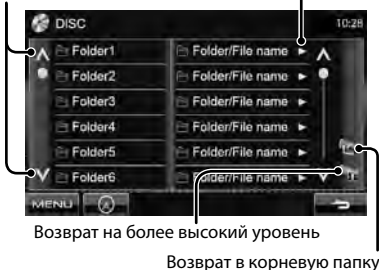 DISC 10:28
Folder1 Folder/File name
Folder2 Folder/File name
Folder3 Folder/File name
Folder4 Folder/File name
Folder5 Folder/File name
Folder6 Folder/File name
MENU
Возврат на более высокий уровень
Возврат в корневую папку